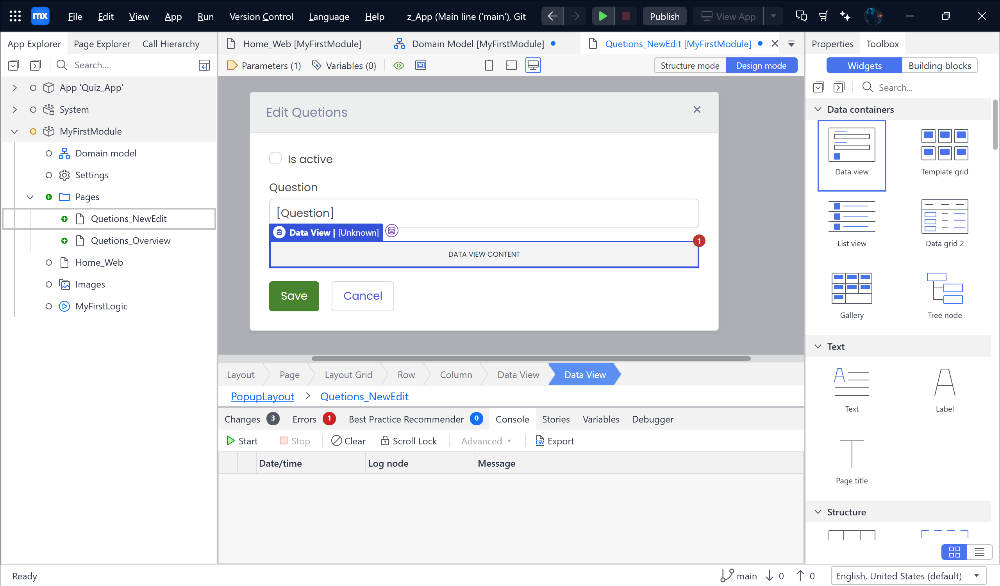 mx File Edit View App Run Version Control Language Help z_App (Main line ('main'), Git Publish View App
App Explorer Page Explorer Call Hierarchy
Search...
App 'Quiz_App'
System
MyFirstModule
Domain model
Settings
Pages
Quetions_NewEdit
Quetions_Overview
Home_Web
Images
MyFirstLogic
Home_Web [MyFirstModule] Domain Model [MyFirstModule] Quetions_NewEdit [MyFirstModule]
Parameters (1) Variables (0) Structure mode Design mode
Edit Quetions
Is active
Question
[Question]
Data View | [Unknown]
1
DATA VIEW CONTENT
Save Cancel
Layout Page Layout Grid Row Column Data View Data View
PopupLayout > Quetions_NewEdit
Changes 3 Errors 1 Best Practice Recommender 0 Console Stories Variables Debugger
Start Stop Clear Scroll Lock Advanced CSV Export
Date/time Log node Message
Properties Toolbox
Widgets Building blocks
Search...
Data containers
Data view Template grid
List view Data grid 2
Gallery Tree node
Text
Text Label
Page title
Structure
Ready main 0 0 English, United States (default)